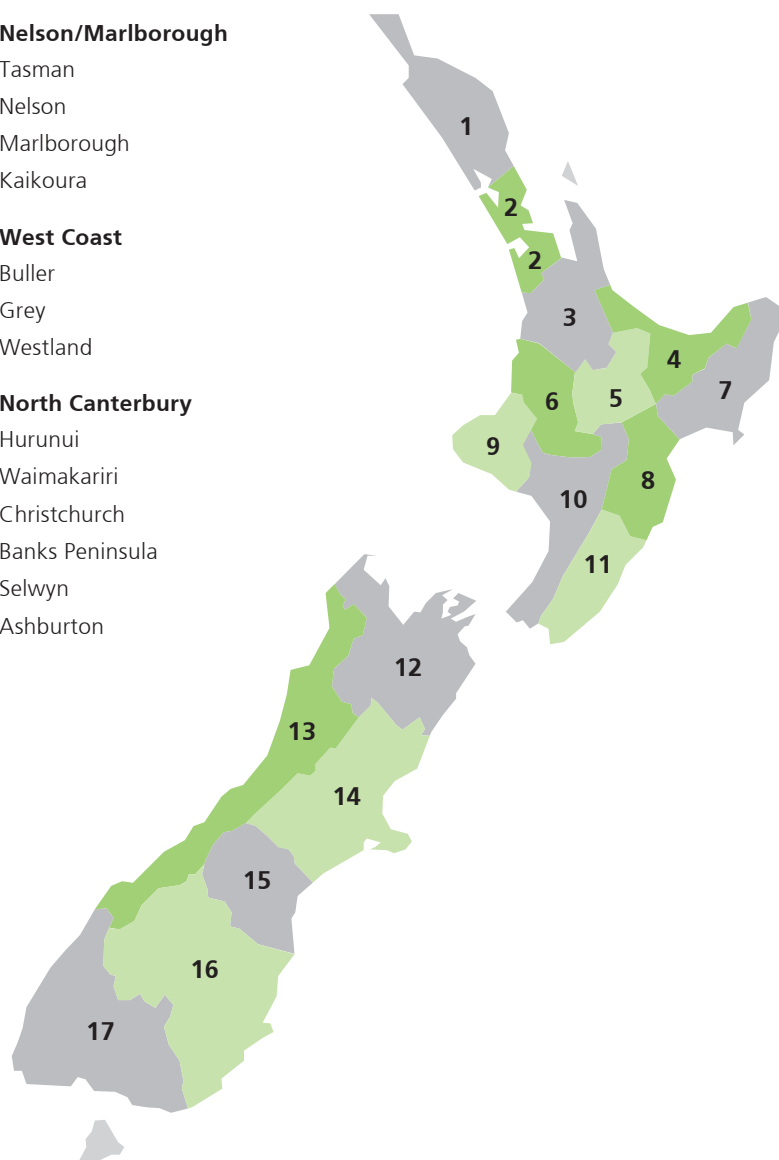 Nelson/Marlborough
Tasman
Nelson
Marlborough
Kaikoura
West Coast
Buller
Grey
Westland
North Canterbury
Hurunui
Waimakariri
Christchurch
Banks Peninsula
Selwyn
Ashburton
1
2
2
3
4
5
6
7
8
9
10
11
12
13
14
15
16
17